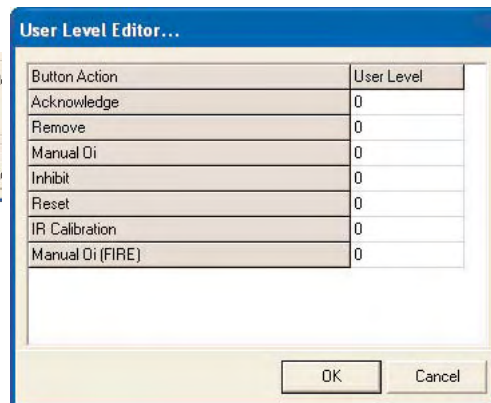 User Level Editor...
Button Action User Level
Acknowledge 0
Remove 0
Manual Oi 0
Inhibit 0
Reset 0
IR Calibration 0
Manual Oi (FIRE) 0
OK Cancel